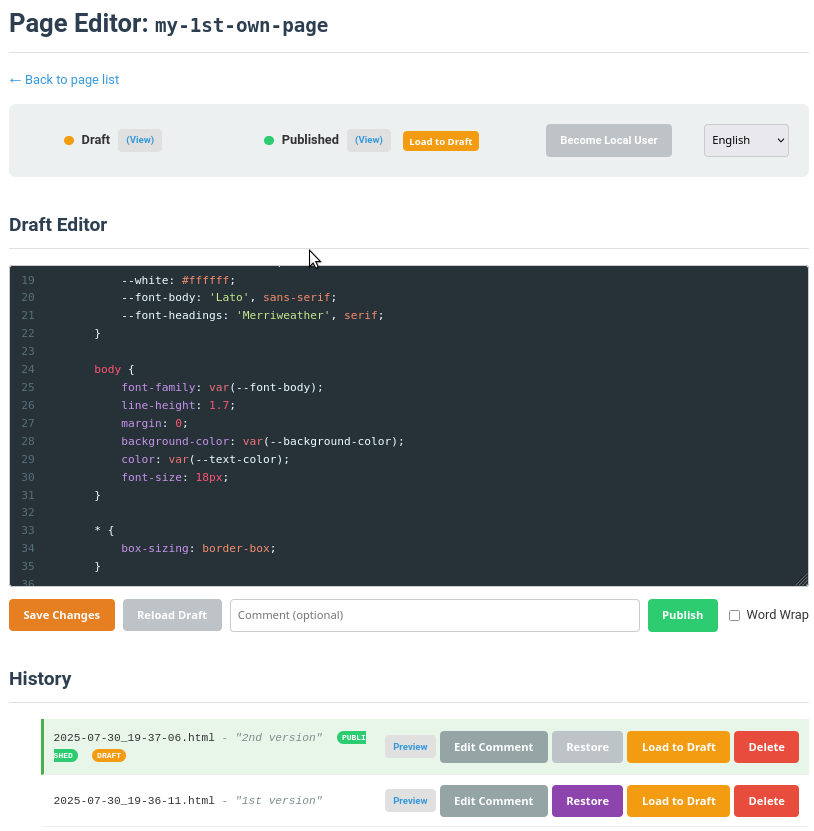 Page Editor: my-1st-own-page
← Back to page list
Draft (View) Published (View) Load to Draft Become Local User English
Draft Editor
19 --white: #ffffff;
20 --font-body: 'Lato', sans-serif;
21 --font-headings: 'Merriweather', serif;
22 }
23
24 body {
25 font-family: var(--font-body);
26 line-height: 1.7;
27 margin: 0;
28 background-color: var(--background-color);
29 color: var(--text-color);
30 font-size: 18px;
31 }
32
33 * {
34 box-sizing: border-box;
35 }
36
Save Changes Reload Draft Comment (optional) Publish Word Wrap
History
2025-07-30_19-37-06.html - "2nd version" PUBLI
SHED DRAFT
Preview Edit Comment Restore Load to Draft Delete
2025-07-30_19-36-11.html - "1st version" Preview Edit Comment Restore Load to Draft Delete